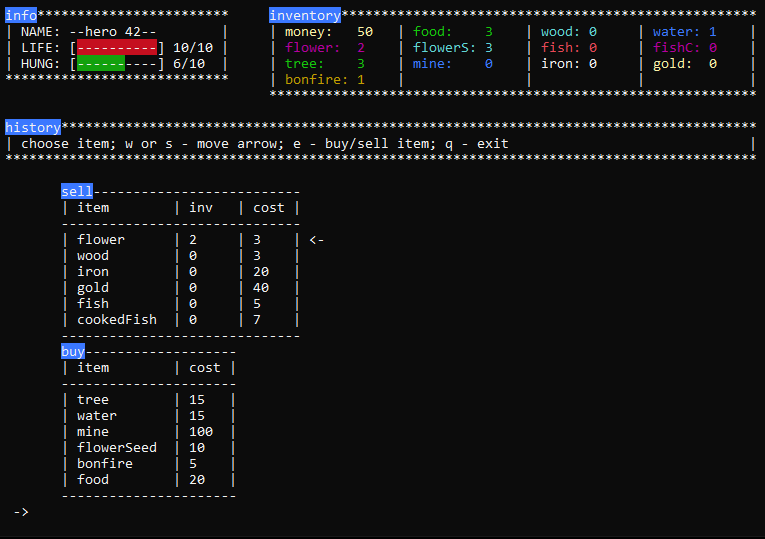 info************************ inventory****************************************************
| NAME: --hero 42--         | | money:   50   | food:    3   | wood: 0     | water: 1    |
| LIFE: [----------] 10/10  | | flower:  2    | flowerS: 3   | fish: 0     | fishC: 0    |
| HUNG: [----------] 6/10   | | tree:    3    | mine:    0   | iron: 0     | gold:  0    |
**************************** | bonfire: 1    |              |             |             |
*************************************************************
history***************************************************************************************
| choose item; w or s - move arrow; e - buy/sell item; q - exit                              |
**********************************************************************************************
sell--------------------------
| item        | inv   | cost |
------------------------------
| flower      | 2     | 3    | <-
| wood        | 0     | 3    |
| iron        | 0     | 20   |
| gold        | 0     | 40   |
| fish        | 0     | 5    |
| cookedFish  | 0     | 7    |
------------------------------
buy-------------------
| item        | cost |
----------------------
| tree        | 15   |
| water       | 15   |
| mine        | 100  |
| flowerSeed  | 10   |
| bonfire     | 5    |
| food        | 20   |
----------------------
->